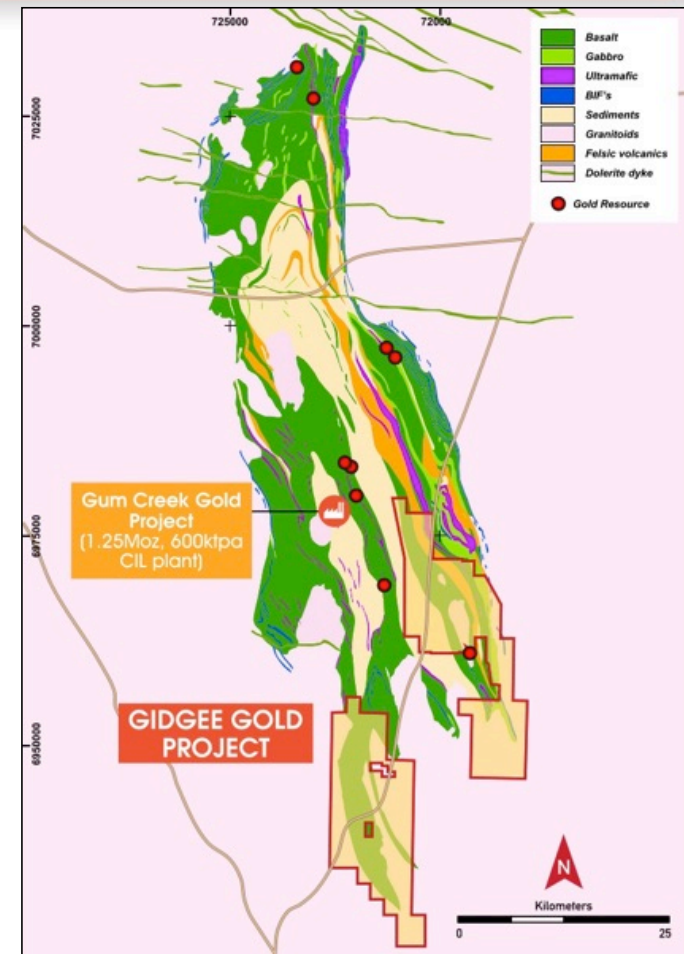 725000
72000
Basalt
Gabbro
Ultramafic
BIF's
Sediments
Granitoids
Felsic volcanics
Dolerite dyke
Gold Resource
7025000
7000000
6975000
6950000
Gum Creek Gold
Project
(1.25Moz, 600ktpa
CIL plant)
GIDGEE GOLD
PROJECT
N
Kilometers
0
25